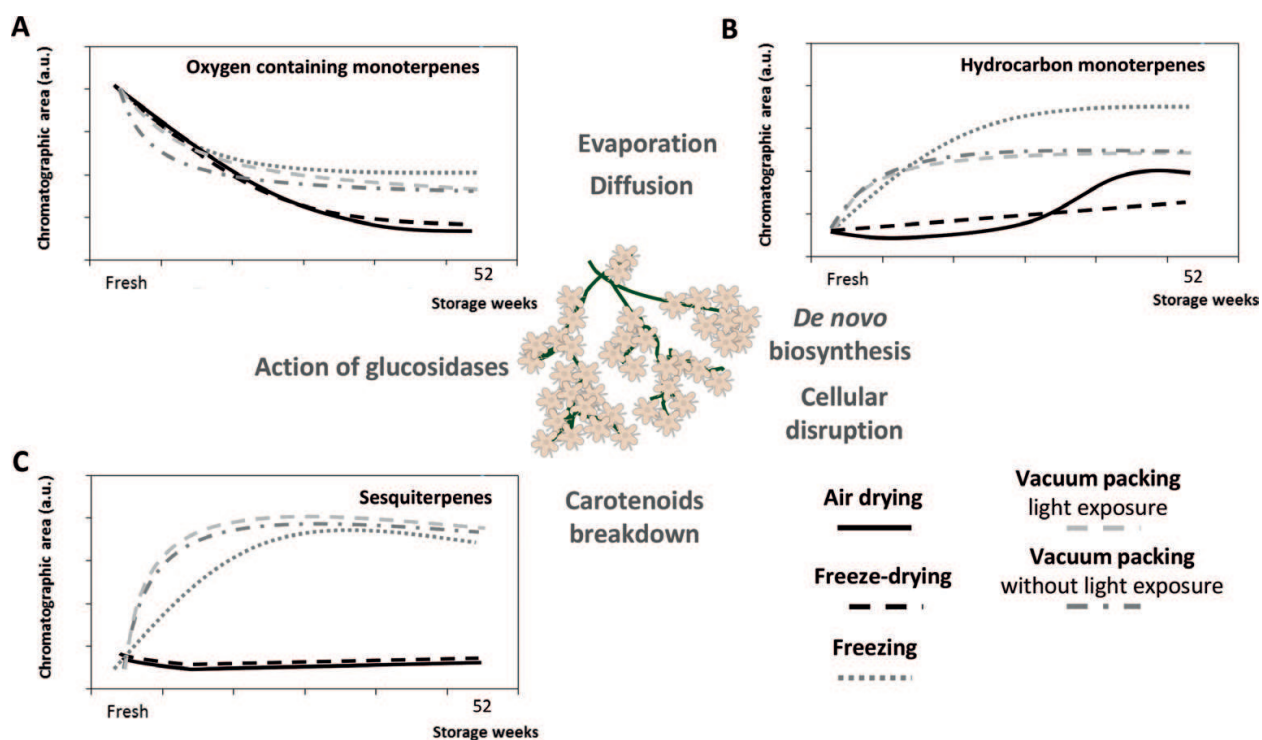 A
Chromatographic area (a.u.)
Oxygen containing monoterpenes
Fresh
52
Storage weeks
B
Chromatographic area (a.u.)
Hydrocarbon monoterpenes
Fresh
52
Storage weeks
Evaporation
Diffusion
Action of glucosidases
De novo
biosynthesis
Cellular
disruption
Carotenoids
breakdown
C
Chromatographic area (a.u.)
Sesquiterpenes
Fresh
52
Storage weeks
Air drying
Freeze-drying
Freezing
Vacuum packing
light exposure
Vacuum packing
without light exposure